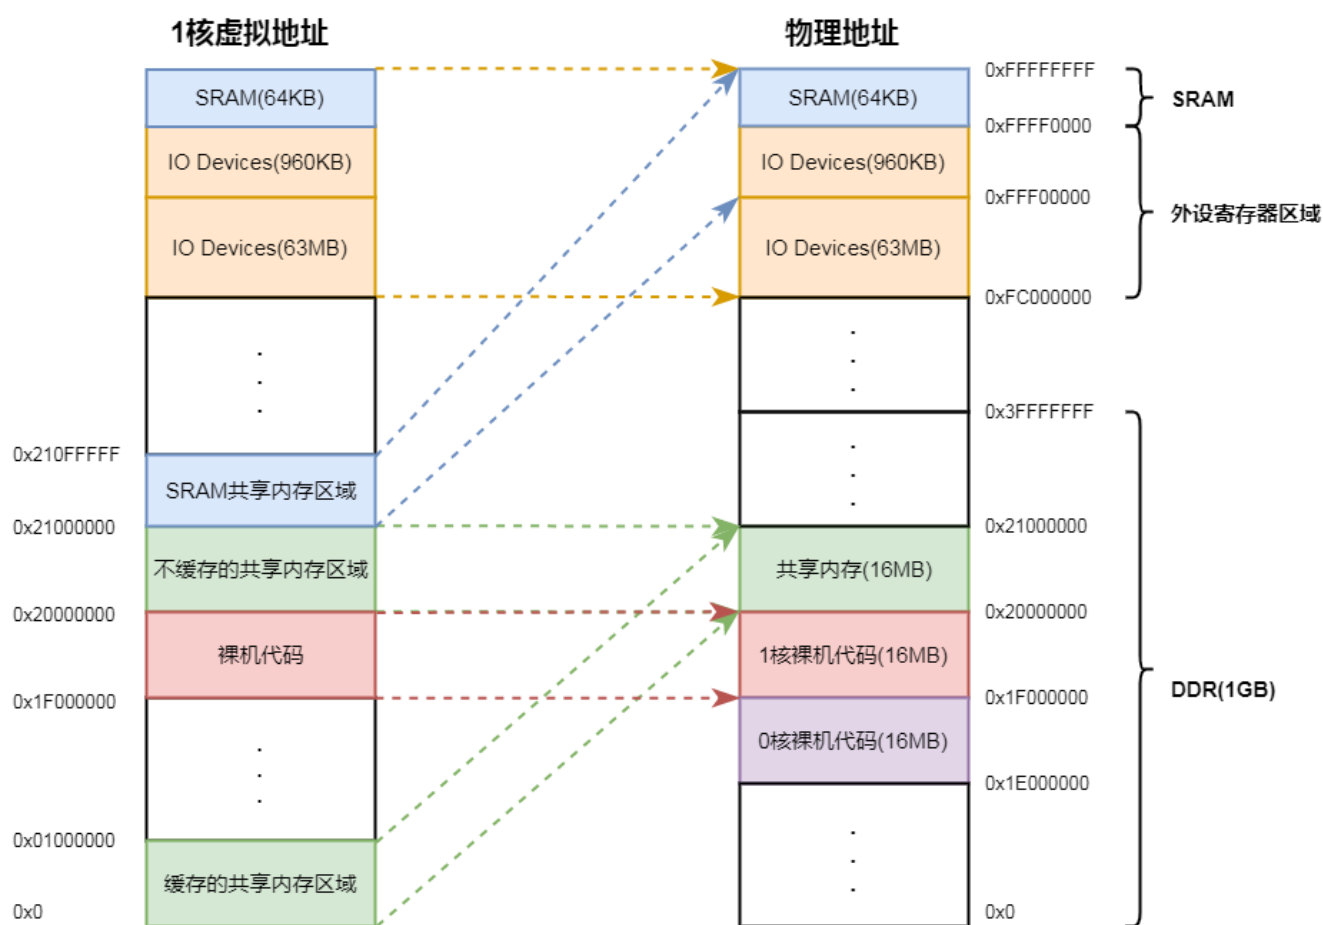 1核虚拟地址
物理地址
0xFFFFFFFF
SRAM(64KB)
SRAM(64KB)
SRAM
0xFFFF0000
IO Devices(960KB)
IO Devices(960KB)
0xFFF00000
外设寄存器区域
IO Devices(63MB)
IO Devices(63MB)
0xFC000000
0x3FFFFFFF
0x210FFFFF
SRAM共享内存区域
0x21000000
0x21000000
不缓存的共享内存区域
共享内存(16MB)
0x20000000
0x20000000
裸机代码
1核裸机代码(16MB)
DDR(1GB)
0x1F000000
0x1F000000
0核裸机代码(16MB)
0x1E000000
0x01000000
缓存的共享内存区域
0x0
0x0